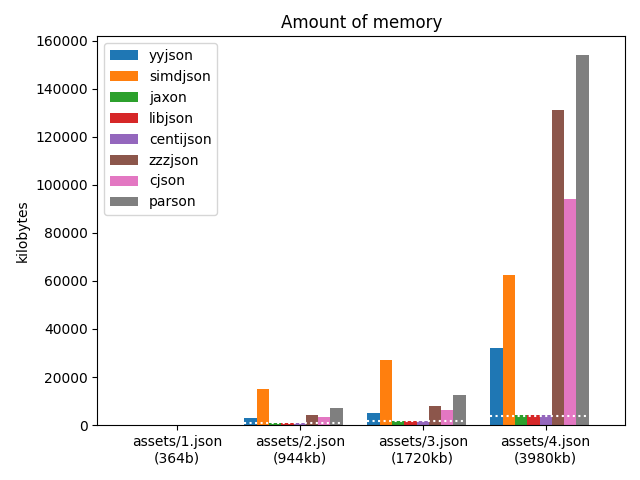 Amount of memory
kilobytes
160000
140000
120000
100000
80000
60000
40000
20000
0
yyjson
simdjson
jaxon
libjson
centijson
zzzjson
cjson
parson
assets/1.json
(364b)
assets/2.json
(944kb)
assets/3.json
(1720kb)
assets/4.json
(3980kb)